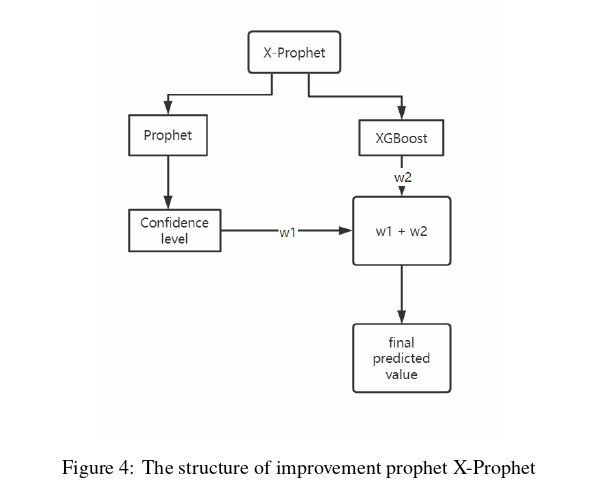 X-Prophet
Prophet
XGBoost
w2
Confidence
level
w1
w1 + w2
final
predicted
value
Figure 4: The structure of improvement prophet X-Prophet